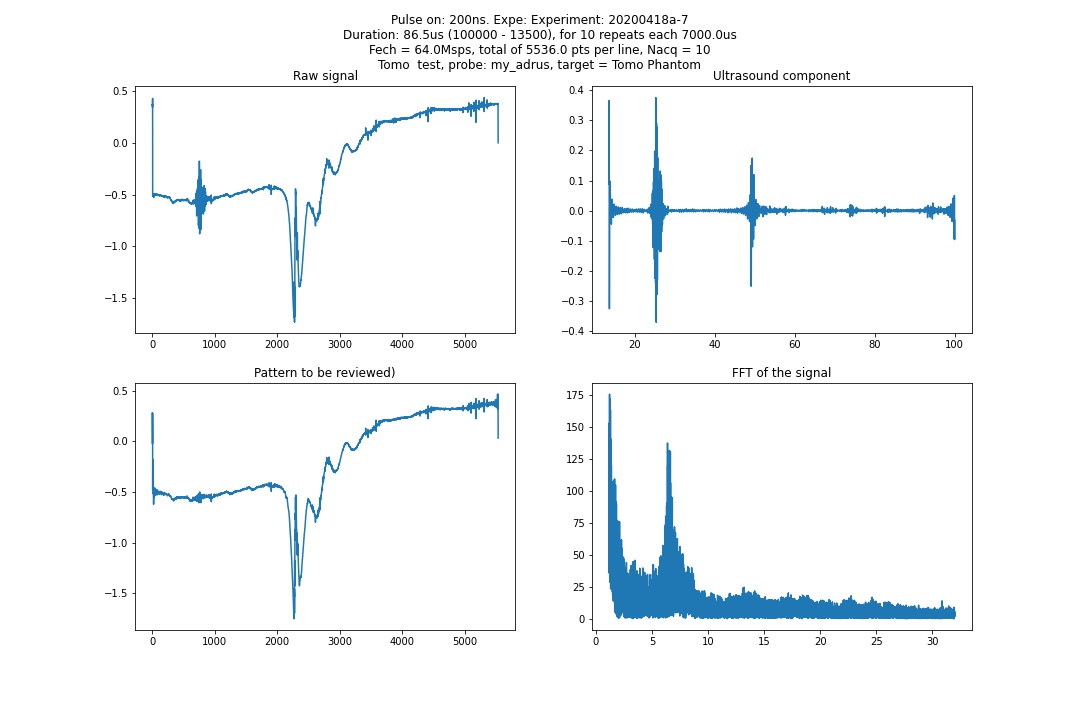 Pulse on: 200ns. Expe: Experiment: 20200418a-7
Duration: 86.5us (100000 - 13500), for 10 repeats each 7000.0us
Fech = 64.0Msps, total of 5536.0 pts per line, Nacq = 10
Tomo  test, probe: my_adrus, target = Tomo Phantom
Raw signal
0.5
0.0
−0.5
−1.0
−1.5
0 1000 2000 3000 4000 5000
Ultrasound component
0.4
0.3
0.2
0.1
0.0
−0.1
−0.2
−0.3
−0.4
20 40 60 80 100
Pattern to be reviewed)
0.5
0.0
−0.5
−1.0
−1.5
0 1000 2000 3000 4000 5000
FFT of the signal
175
150
125
100
75
50
25
0
0 5 10 15 20 25 30